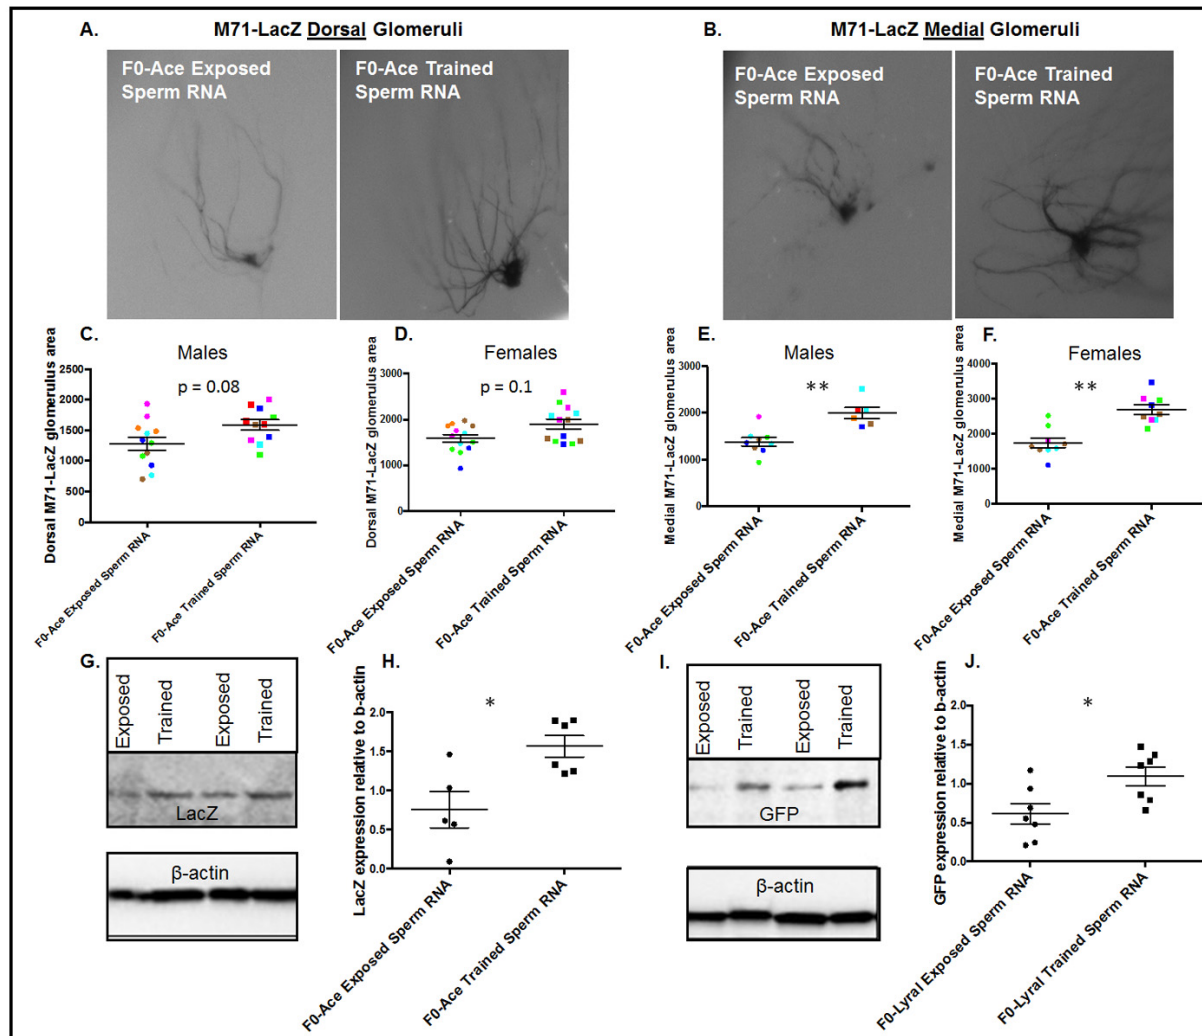 A.
M71-LacZ Dorsal Glomeruli
F0-Ace Exposed
Sperm RNA
F0-Ace Trained
Sperm RNA
B.
M71-LacZ Medial Glomeruli
F0-Ace Exposed
Sperm RNA
F0-Ace Trained
Sperm RNA
C.
Males
p = 0.08
Dorsal M71-LacZ glomerulus area
2500
2000
1500
1000
500
0
F0-Ace Exposed Sperm RNA
F0-Ace Trained Sperm RNA
D.
Females
p = 0.1
Dorsal M71-LacZ glomerulus area
3000
2000
1000
0
F0-Ace Exposed Sperm RNA
F0-Ace Trained Sperm RNA
E.
Males
**
Medial M71-LacZ glomerulus area
3000
2000
1000
0
F0-Ace Exposed Sperm RNA
F0-Ace Trained Sperm RNA
F.
Females
**
Medial M71-LacZ glomerulus area
4000
3000
2000
1000
0
F0-Ace Exposed Sperm RNA
F0-Ace Trained Sperm RNA
G.
Exposed
Trained
Exposed
Trained
LacZ
β-actin
H.
*
LacZ expression relative to b-actin
2.0
1.5
1.0
0.5
0.0
F0-Ace Exposed Sperm RNA
F0-Ace Trained Sperm RNA
I.
Exposed
Trained
Exposed
Trained
GFP
β-actin
J.
*
GFP expression relative to b-actin
2.0
1.5
1.0
0.5
0.0
F0-Lyral Exposed Sperm RNA
F0-Lyral Trained Sperm RNA